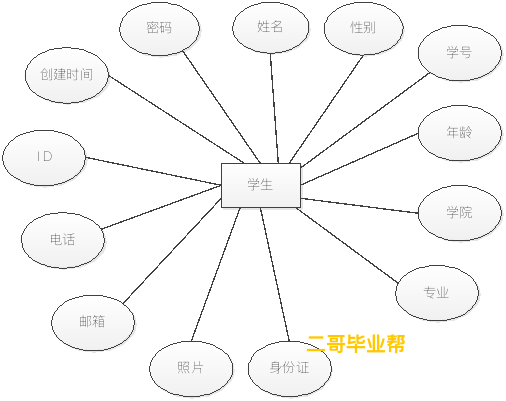 密码
姓名
性别
创建时间
学号
ID
年龄
学生
电话
学院
邮箱
专业
照片
身份证
二哥毕业帮